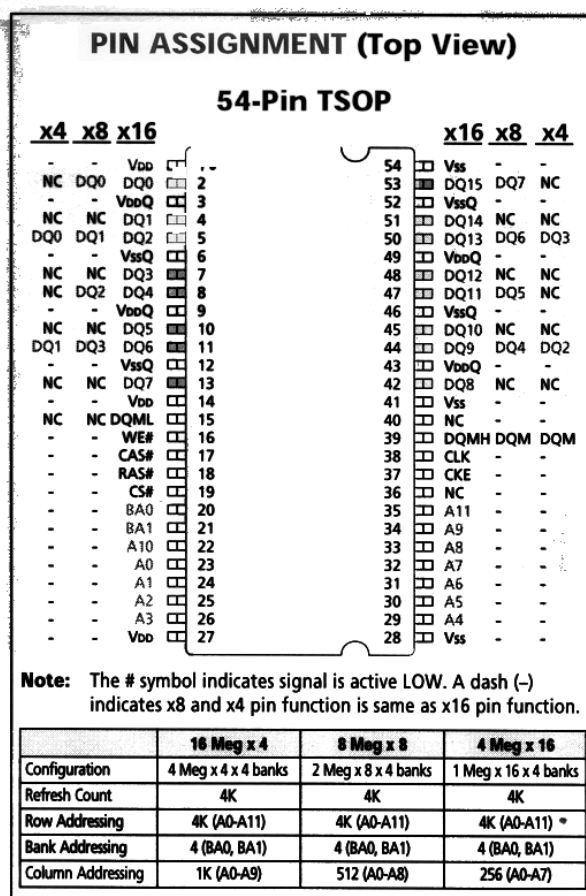 PIN ASSIGNMENT (Top View)
54-Pin TSOP
x4 x8 x16 x16 x8 x4
- - VDD 54 Vss - -
NC DQ0 DQ0 2 53 DQ15 DQ7 NC
- - VDDQ 3 52 VssQ - -
NC NC DQ1 4 51 DQ14 NC NC
DQ0 DQ1 DQ2 5 50 DQ13 DQ6 DQ3
- - VssQ 6 49 VDDQ - -
NC NC DQ3 7 48 DQ12 NC NC
NC DQ2 DQ4 8 47 DQ11 DQ5 NC
- - VDDQ 9 46 VssQ - -
NC NC DQ5 10 45 DQ10 NC NC
DQ1 DQ3 DQ6 11 44 DQ9 DQ4 DQ2
- - VssQ 12 43 VDDQ - -
NC NC DQ7 13 42 DQ8 NC NC
- - VDD 14 41 Vss - -
NC NC DQML 15 40 NC - -
- - WE# 16 39 DQMH DQM DQM
- - CAS# 17 38 CLK - -
- - RAS# 18 37 CKE - -
- - CS# 19 36 NC - -
- - BA0 20 35 A11 - -
- - BA1 21 34 A9 - -
- - A10 22 33 A8 - -
- - A0 23 32 A7 - -
- - A1 24 31 A6 - -
- - A2 25 30 A5 - -
- - A3 26 29 A4 - -
- - VDD 27 28 Vss - -
Note: The # symbol indicates signal is active LOW. A dash (–)
indicates x8 and x4 pin function is same as x16 pin function.
16 Meg x 4 8 Meg x 8 4 Meg x 16
Configuration 4 Meg x 4 x 4 banks 2 Meg x 8 x 4 banks 1 Meg x 16 x 4 banks
Refresh Count 4K 4K 4K
Row Addressing 4K (A0-A11) 4K (A0-A11) 4K (A0-A11)
Bank Addressing 4 (BA0, BA1) 4 (BA0, BA1) 4 (BA0, BA1)
Column Addressing 1K (A0-A9) 512 (A0-A8) 256 (A0-A7)